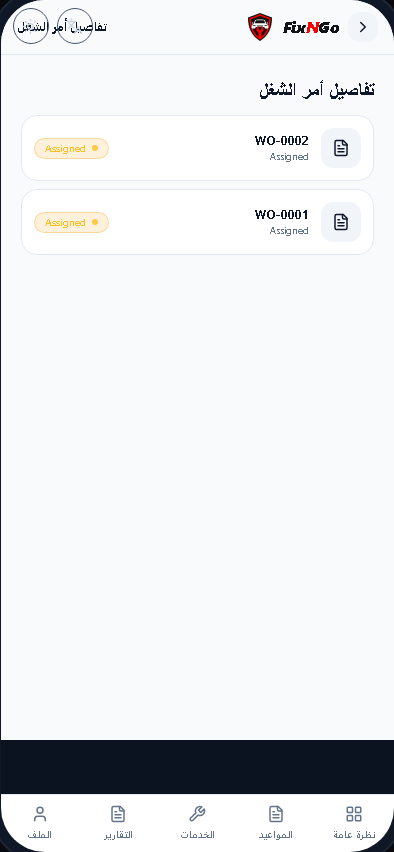 FixNGo
تفاصيل أمر الشغل
تفاصيل أمر الشغل
WO-0002
Assigned
Assigned
WO-0001
Assigned
Assigned
نظرة عامة
المواعيد
الخدمات
التقارير
الملف